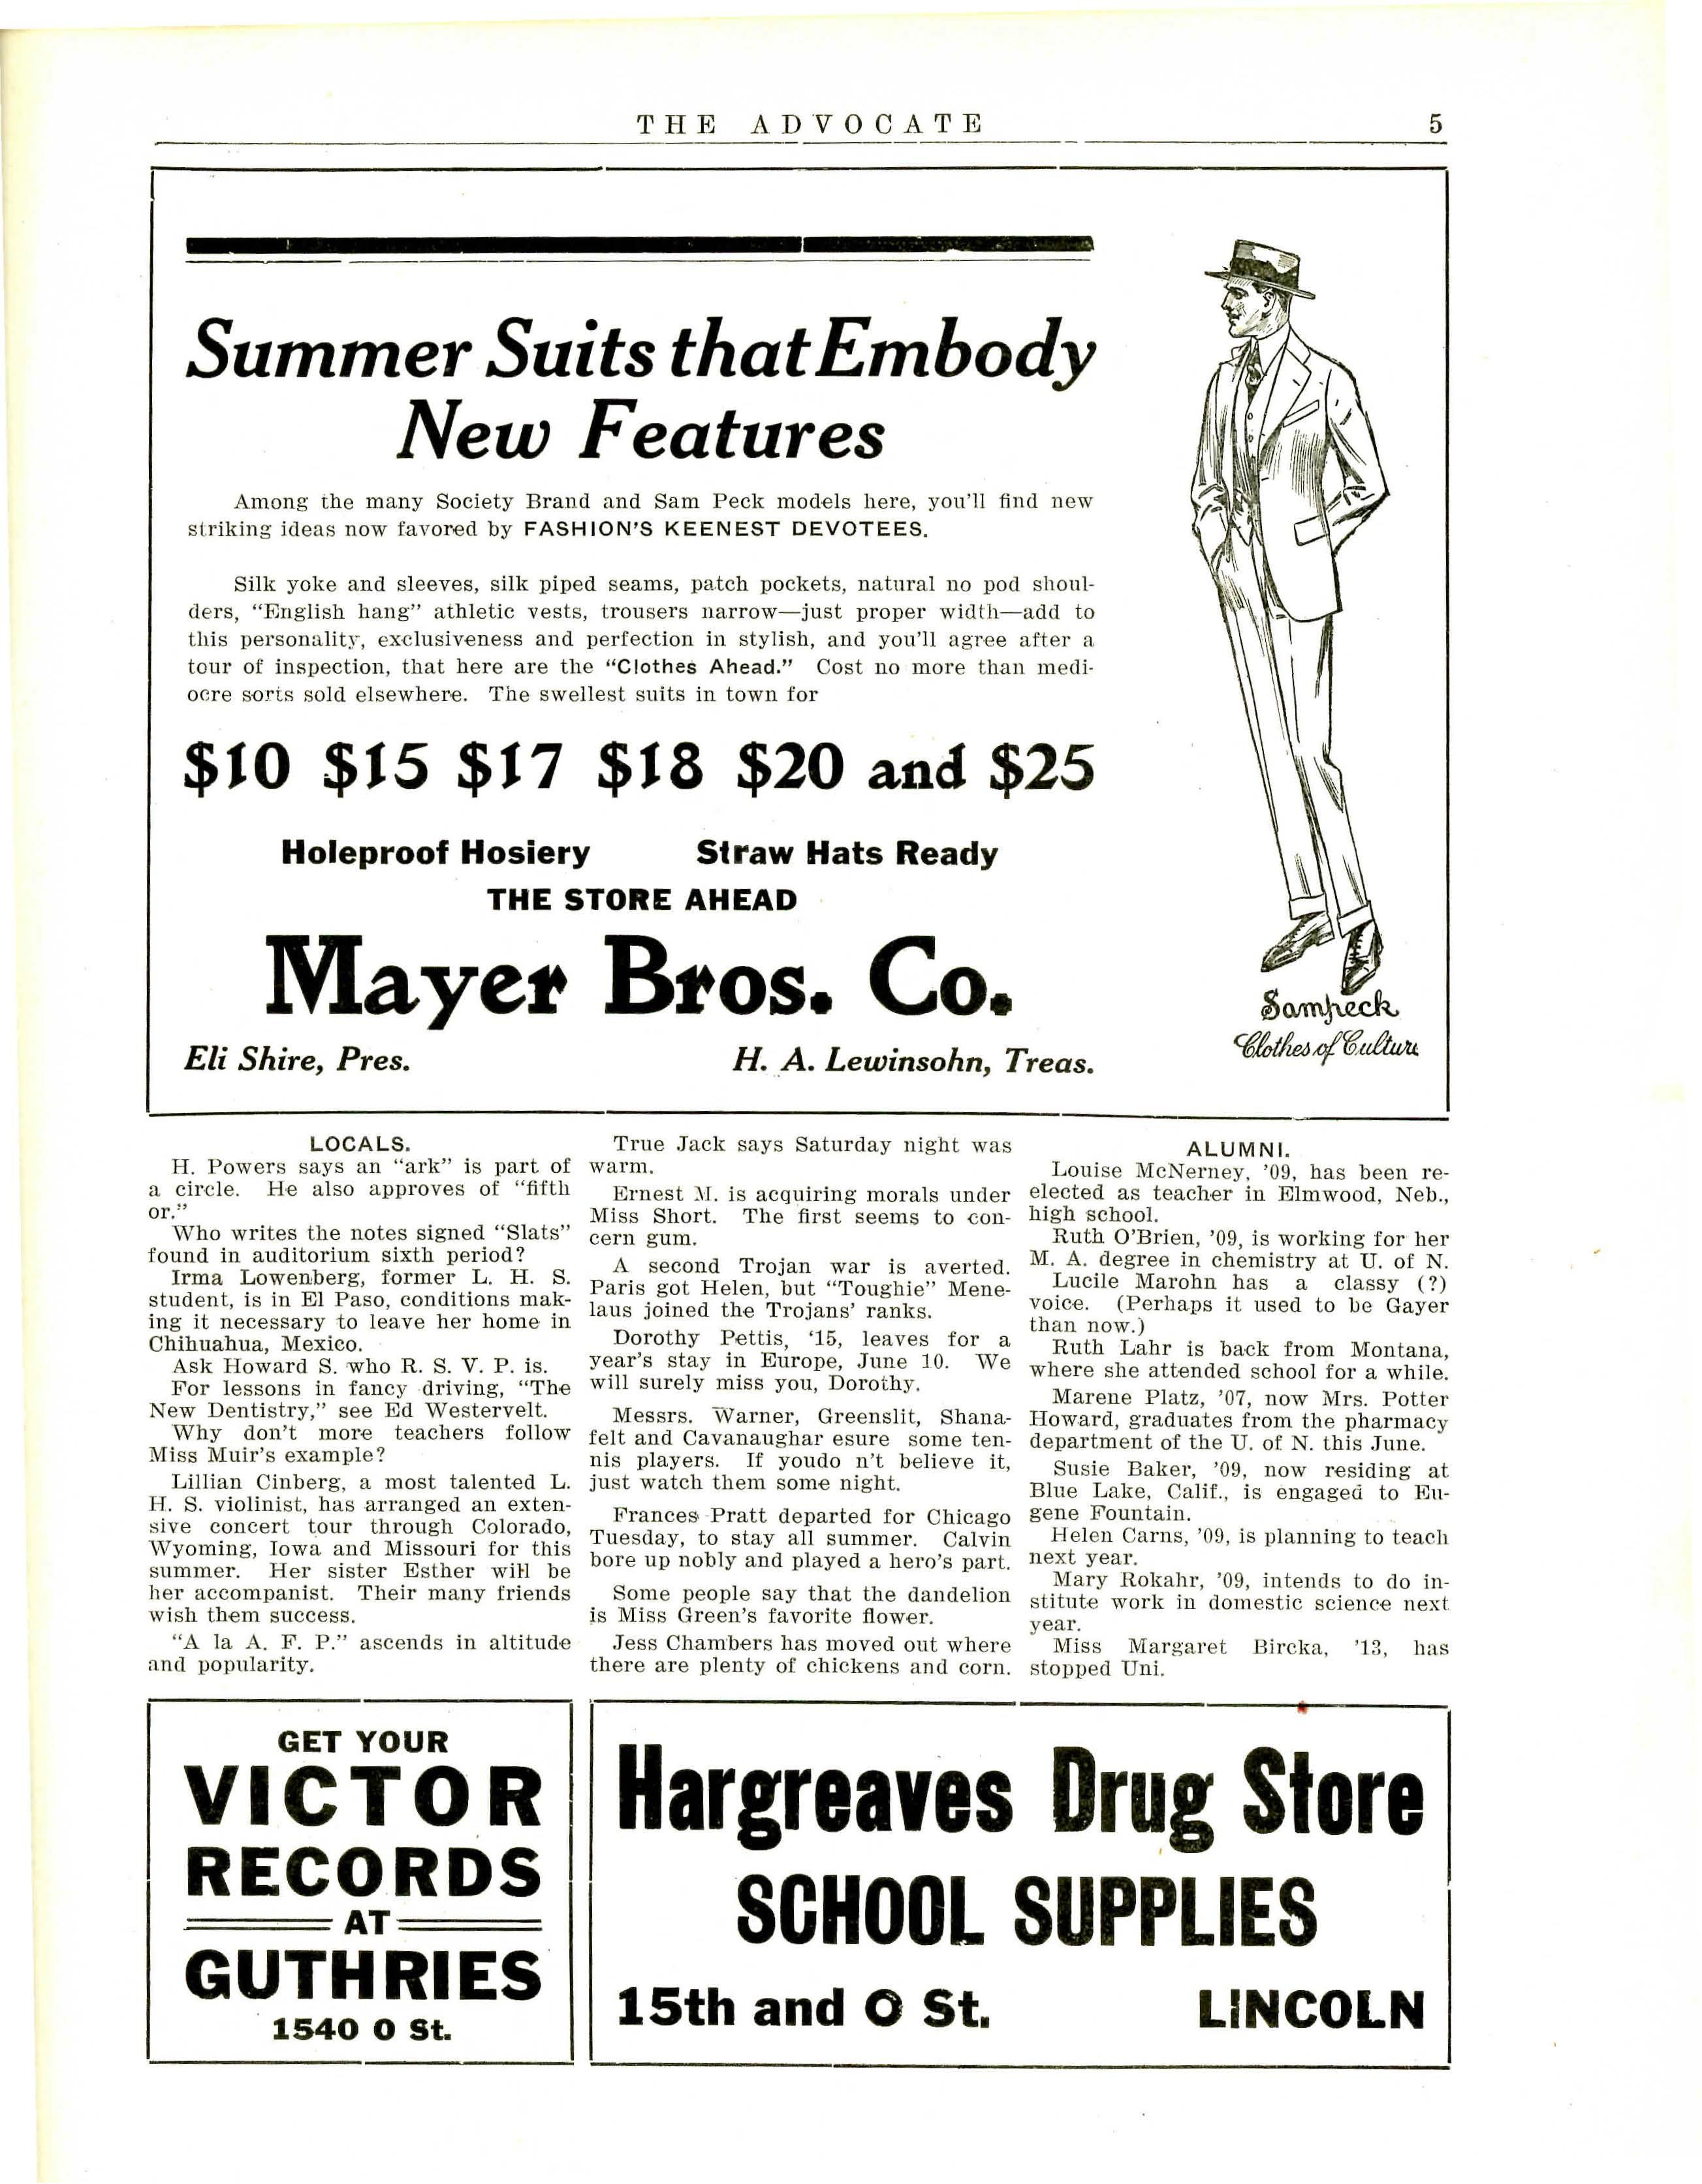 THE ADVOCATE 5
Summer Suits that Embody
New Features
Among the many Society Brand and Sam Peck models here, you'll find new
striking ideas now favored by FASHION'S KEENEST DEVOTEES.
Silk yoke and sleeves, silk piped seams, patch pockets, natural no pod shoul-
ders, "English hang" athletic vests, trousers narrow—just proper width—add to
this personality, exclusiveness and perfection in stylish, and you'll agree after a
tour of inspection, that here are the "Clothes Ahead." Cost no more than medi-
ocre sorts sold elsewhere. The swellest suits in town for
$10 $15 $17 $18 $20 and $25
Holeproof Hosiery Straw Hats Ready
THE STORE AHEAD
Mayer Bros. Co.
Eli Shire, Pres. H. A. Lewinsohn, Treas.
Sampeck
Clothes of Culture
LOCALS.
H. Powers says an "ark" is part of
a circle. He also approves of "fifth
or."
Who writes the notes signed "Slats"
found in auditorium sixth period?
Irma Lowenberg, former L. H. S.
student, is in El Paso, conditions mak-
ing it necessary to leave her home in
Chihuahua, Mexico.
Ask Howard S. who R. S. V. P. is.
For lessons in fancy driving, "The
New Dentistry," see Ed Westervelt.
Why don't more teachers follow
Miss Muir's example?
Lillian Cinberg, a most talented L.
H. S. violinist, has arranged an exten-
sive concert tour through Colorado,
Wyoming, Iowa and Missouri for this
summer. Her sister Esther will be
her accompanist. Their many friends
wish them success.
"A la A. F. P." ascends in altitude
and popularity.
True Jack says Saturday night was
warm.
Ernest M. is acquiring morals under
Miss Short. The first seems to con-
cern gum.
A second Trojan war is averted.
Paris got Helen, but "Toughie" Mene-
laus joined the Trojans' ranks.
Dorothy Pettis, '15, leaves for a
year's stay in Europe, June 10. We
will surely miss you, Dorothy.
Messrs. Warner, Greenslit, Shana-
felt and Cavanaughar esure some ten-
nis players. If youdo n't believe it,
just watch them some night.
Frances Pratt departed for Chicago
Tuesday, to stay all summer. Calvin
bore up nobly and played a hero's part.
Some people say that the dandelion
is Miss Green's favorite flower.
Jess Chambers has moved out where
there are plenty of chickens and corn.
ALUMNI.
Louise McNerney, '09, has been re-
elected as teacher in Elmwood, Neb.,
high school.
Ruth O'Brien, '09, is working for her
M. A. degree in chemistry at U. of N.
Lucile Marohn has a classy (?)
voice. (Perhaps it used to be Gayer
than now.)
Ruth Lahr is back from Montana,
where she attended school for a while.
Marene Platz, '07, now Mrs. Potter
Howard, graduates from the pharmacy
department of the U. of N. this June.
Susie Baker, '09, now residing at
Blue Lake, Calif., is engaged to Eu-
gene Fountain.
Helen Carns, '09, is planning to teach
next year.
Mary Rokahr, '09, intends to do in-
stitute work in domestic science next
year.
Miss Margaret Bircka, '13, has
stopped Uni.
GET YOUR
VICTOR
RECORDS
AT
GUTHRIES
1540 O St.
Hargreaves Drug Store
SCHOOL SUPPLIES
15th and O St. LINCOLN